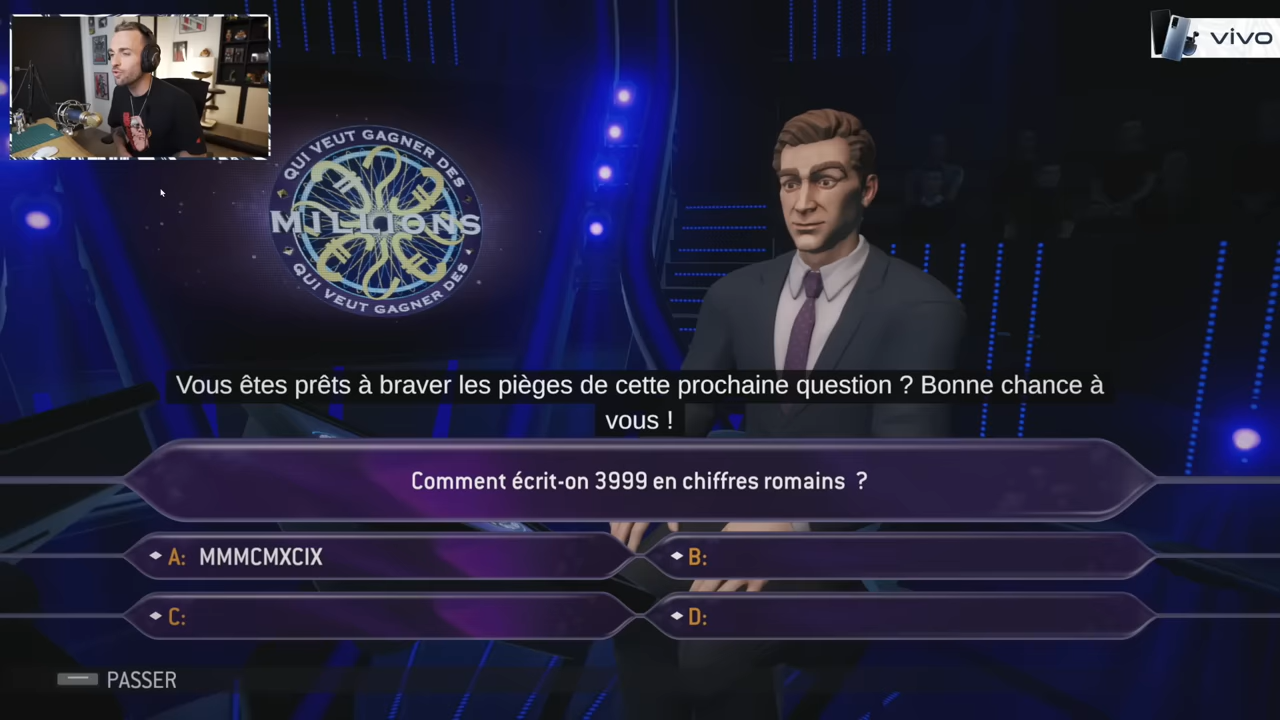 vivo
QUI VEUT GAGNER DES
MILLIONS
QUI VEUT GAGNER DES
Vous êtes prêts à braver les pièges de cette prochaine question ? Bonne chance à
vous !
Comment écrit-on 3999 en chiffres romains ?
A: MMMCMXCIX
B:
C:
D:
PASSER